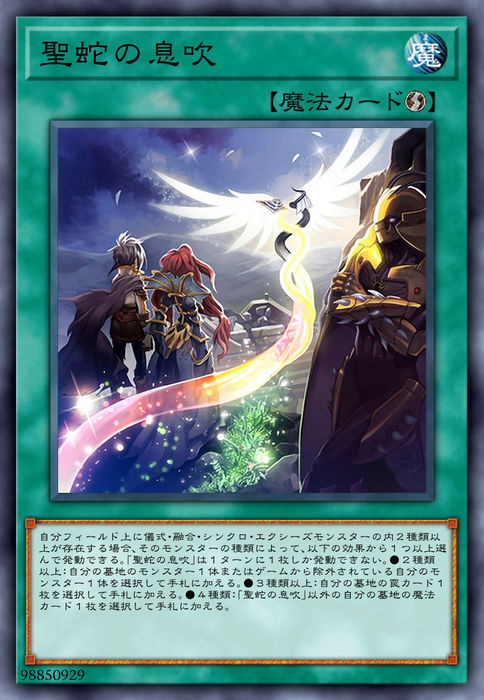 聖蛇の息吹
魔
【魔法カード】
自分フィールド上に儀式・融合・シンクロ・エクシーズモンスターの内２種類以
上が存在する場合、そのモンスターの種類によって、以下の効果から１つ以上選
んで発動できる。「聖蛇の息吹」は１ターンに１枚しか発動できない。●２種類
以上：自分の墓地のモンスター１体またはゲームから除外されている自分のモ
ンスター１体を選択して手札に加える。●３種類以上：自分の墓地の罠カード１
枚を選択して手札に加える。●４種類：「聖蛇の息吹」以外の自分の墓地の魔法
カード１枚を選択して手札に加える。
98850929